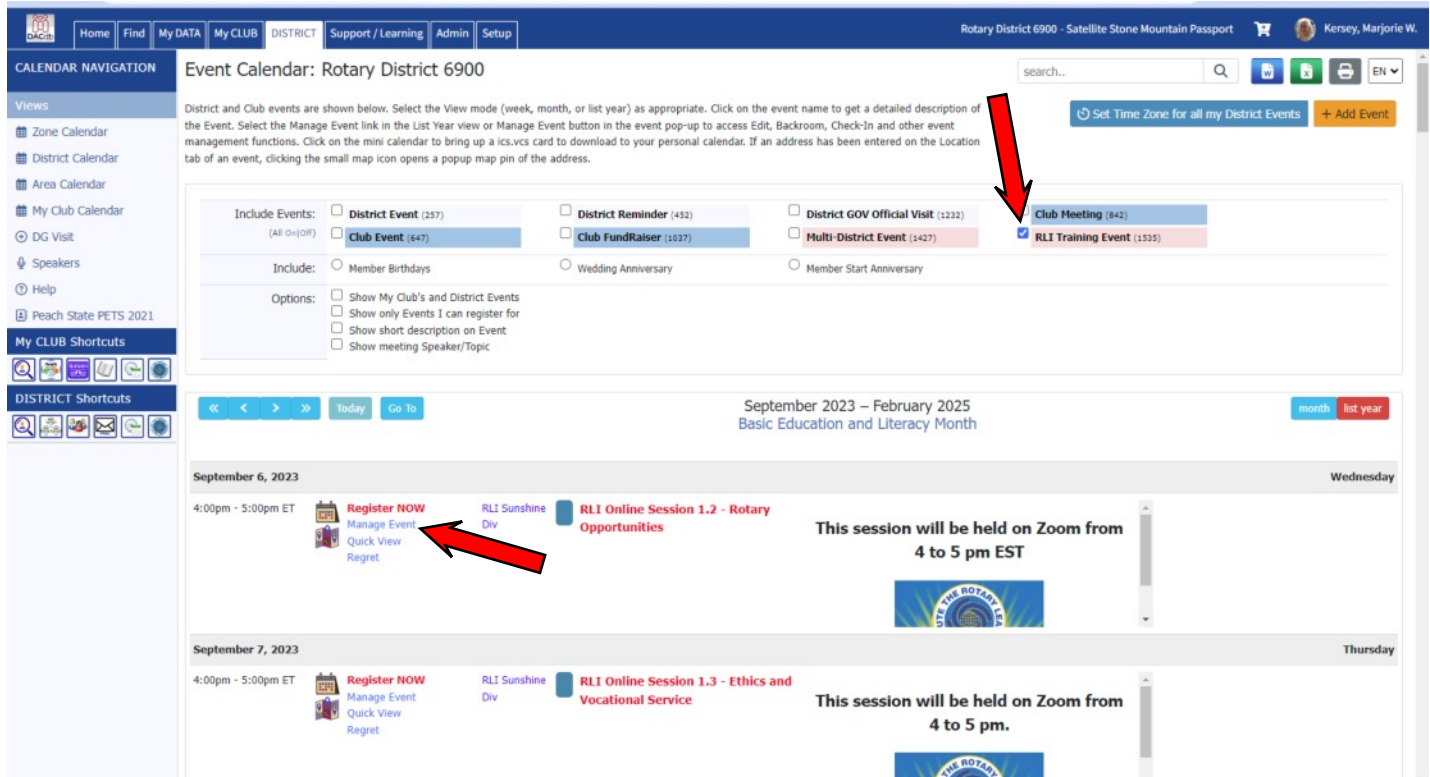 DACdb
Home Find My DATA My CLUB DISTRICT Support / Learning Admin Setup
Rotary District 6900 - Satellite Stone Mountain Passport
Kersey, Marjorie W.
CALENDAR NAVIGATION
Views
Zone Calendar
District Calendar
Area Calendar
My Club Calendar
DG Visit
Speakers
Help
Peach State PETS 2021
My CLUB Shortcuts
DISTRICT Shortcuts
Event Calendar: Rotary District 6900
search..
EN
District and Club events are shown below. Select the View mode (week, month, or list year) as appropriate. Click on the event name to get a detailed description of
the Event. Select the Manage Event link in the List Year view or Manage Event button in the event pop-up to access Edit, Backroom, Check-In and other event
management functions. Click on the mini calendar to bring up a ics.vcs card to download to your personal calendar. If an address has been entered on the Location
tab of an event, clicking the small map icon opens a popup map pin of the address.
Set Time Zone for all my District Events
+ Add Event
Include Events:
(All On|Off)
District Event (257)
District Reminder (452)
District GOV Official Visit (1232)
Club Meeting (842)
Club Event (647)
Club FundRaiser (1037)
Multi-District Event (1427)
RLI Training Event (1535)
Include:
Member Birthdays
Wedding Anniversary
Member Start Anniversary
Options:
Show My Club's and District Events
Show only Events I can register for
Show short description on Event
Show meeting Speaker/Topic
« < > » Today Go To
September 2023 – February 2025
Basic Education and Literacy Month
month list year
September 6, 2023
Wednesday
4:00pm - 5:00pm ET
Register NOW
Manage Event
Quick View
Regret
RLI Sunshine
Div
RLI Online Session 1.2 - Rotary
Opportunities
This session will be held on Zoom from
4 to 5 pm EST
THE ROTARY LEA
September 7, 2023
Thursday
4:00pm - 5:00pm ET
Register NOW
Manage Event
Quick View
Regret
RLI Sunshine
Div
RLI Online Session 1.3 - Ethics and
Vocational Service
This session will be held on Zoom from
4 to 5 pm.